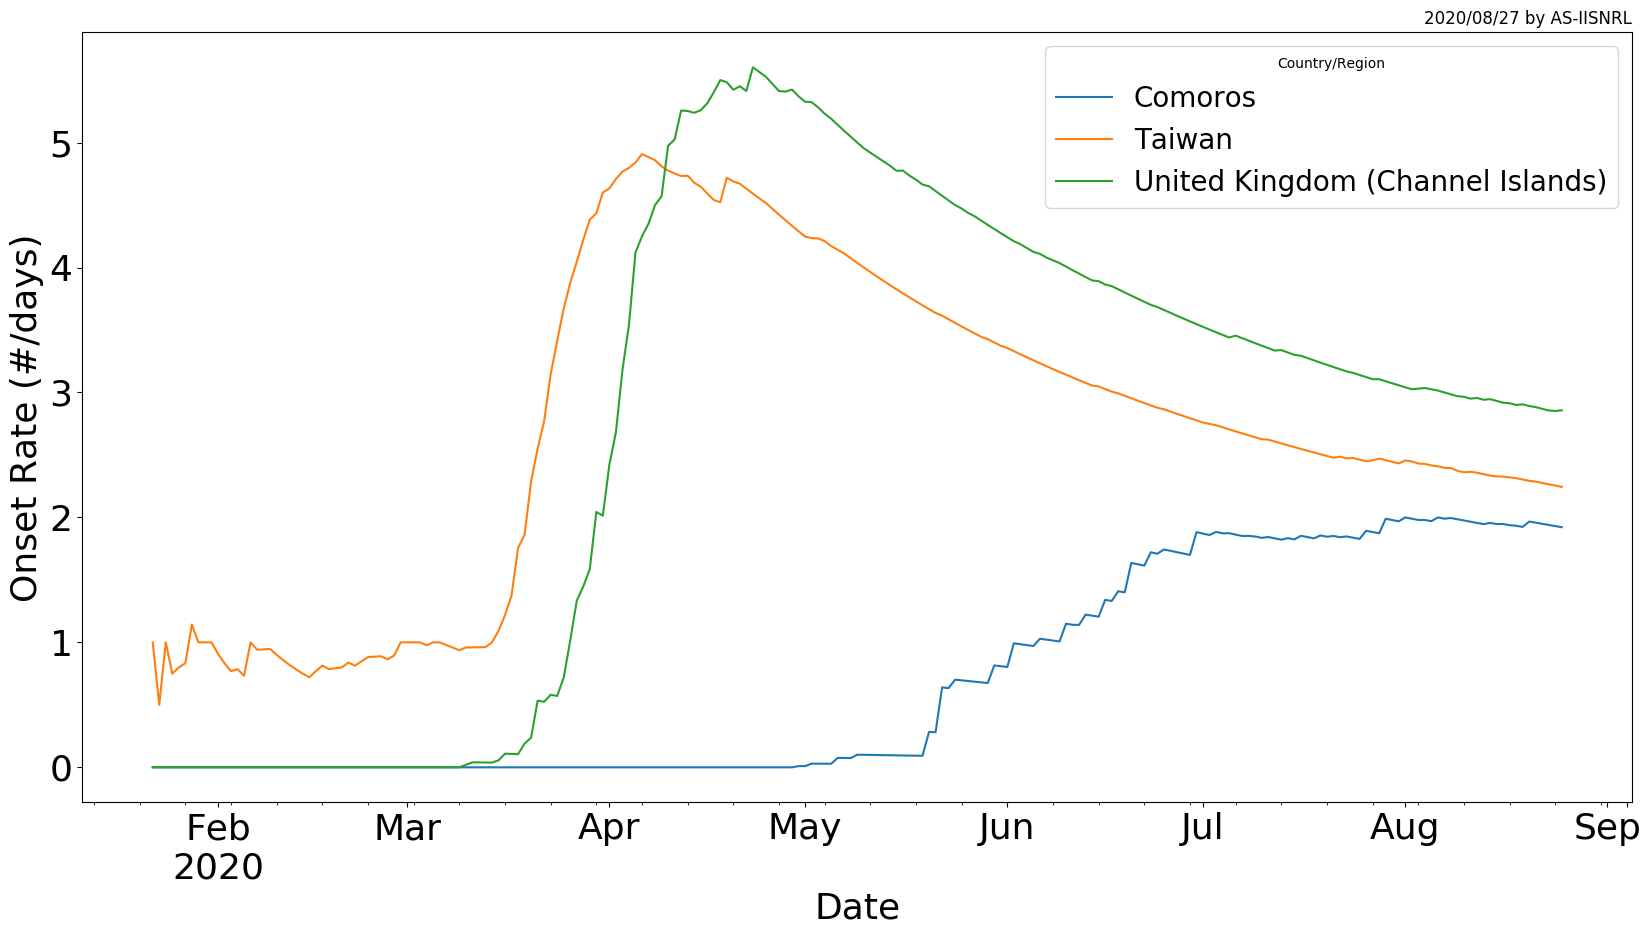 2020/08/27 by AS-IISNRL
Country/Region
Comoros
Taiwan
United Kingdom (Channel Islands)
Onset Rate (#/days)
5
4
3
2
1
0
Feb Mar Apr May Jun Jul Aug Sep
2020
Date